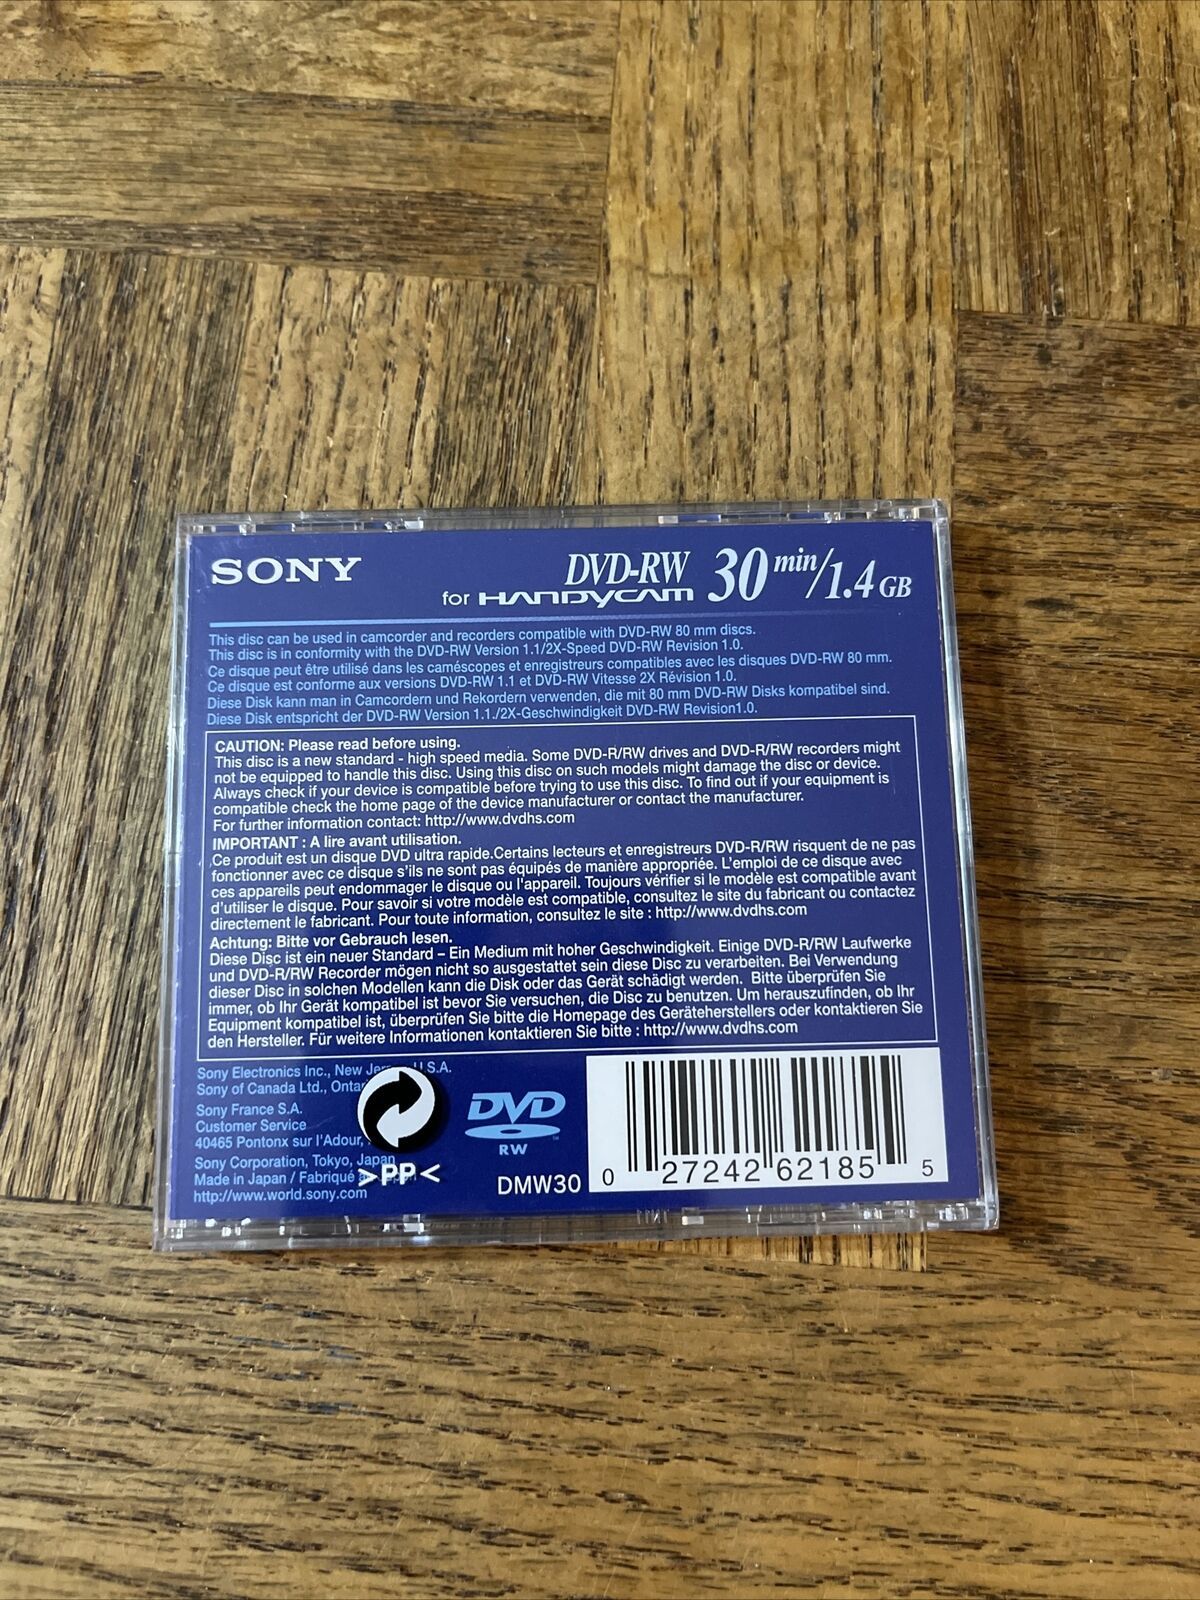 SONY
DVD-RW 30 min/1.4 GB
for HANDYCAM
This disc can be used in camcorder and recorders compatible with DVD-RW 80 mm discs.
This disc is in conformity with the DVD-RW Version 1.1/2X-Speed DVD-RW Revision 1.0.
Ce disque peut être utilisé dans les caméscopes et enregistreurs compatibles avec les disques DVD-RW 80 mm.
Ce disque est conforme aux versions DVD-RW 1.1 et DVD-RW Vitesse 2X Révision 1.0.
Diese Disk kann man in Camcordern und Rekordern verwenden, die mit 80 mm DVD-RW Disks kompatibel sind.
Diese Disk entspricht der DVD-RW Version 1.1./2X-Geschwindigkeit DVD-RW Revision1.0.
CAUTION: Please read before using.
This disc is a new standard - high speed media. Some DVD-R/RW drives and DVD-R/RW recorders might
not be equipped to handle this disc. Using this disc on such models might damage the disc or device.
Always check if your device is compatible before trying to use this disc. To find out if your equipment is
compatible check the home page of the device manufacturer or contact the manufacturer.
For further information contact: http://www.dvdhs.com
IMPORTANT : A lire avant utilisation.
Ce produit est un disque DVD ultra rapide.Certains lecteurs et enregistreurs DVD-R/RW risquent de ne pas
fonctionner avec ce disque s'ils ne sont pas équipés de manière appropriée. L'emploi de ce disque avec
ces appareils peut endommager le disque ou l'appareil. Toujours vérifier si le modèle est compatible avant
d'utiliser le disque. Pour savoir si votre modèle est compatible, consultez le site du fabricant ou contactez
directement le fabricant. Pour toute information, consultez le site : http://www.dvdhs.com
Achtung: Bitte vor Gebrauch lesen.
Diese Disc ist ein neuer Standard – Ein Medium mit hoher Geschwindigkeit. Einige DVD-R/RW Laufwerke
und DVD-R/RW Recorder mögen nicht so ausgestattet sein diese Disc zu verarbeiten. Bei Verwendung
dieser Disc in solchen Modellen kann die Disk oder das Gerät schädigt werden. Bitte überprüfen Sie
immer, ob Ihr Gerät kompatibel ist bevor Sie versuchen, die Disc zu benutzen. Um herauszufinden, ob Ihr
Equipment kompatibel ist, überprüfen Sie bitte die Homepage des Geräteherstellers oder kontaktieren Sie
den Hersteller. Für weitere Informationen kontaktieren Sie bitte : http://www.dvdhs.com
Sony Electronics Inc., New U.S.A.
Sony of Canada Ltd.,
Sony France S.A.
Customer Service
40465 Pontonx sur l'Adour,
Sony Corporation, Tokyo, Japan
Made in Japan / Fabriqué
http://www.world.sony.com
>PP<
DVD
RW
DMW30
0 27242 62185 5